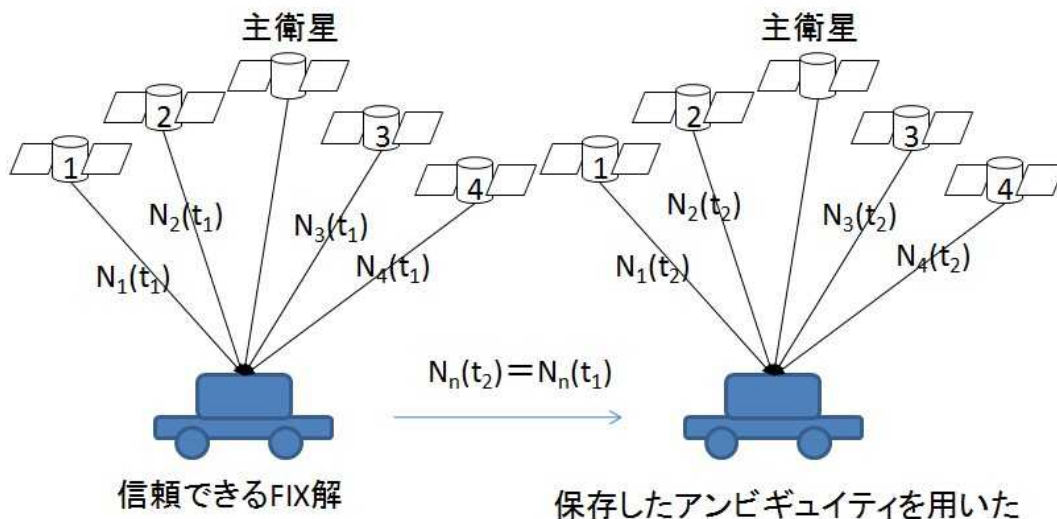 主衛星
主衛星
1
2
3
4
1
2
3
4
N₁(t₁)
N₂(t₁)
N₃(t₁)
N₄(t₁)
N₁(t₂)
N₂(t₂)
N₃(t₂)
N₄(t₂)
Nₙ(t₂)＝Nₙ(t₁)
信頼できるFIX解
保存したアンビギュイティを用いた